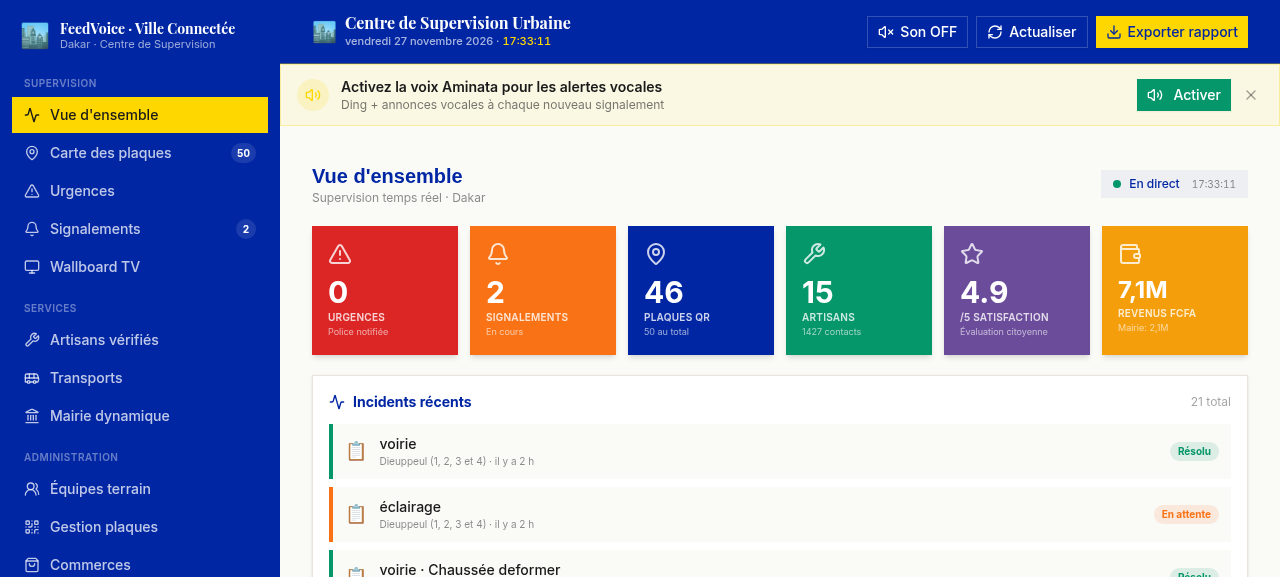 FeedVoice · Ville Connectée
Dakar · Centre de Supervision
SUPERVISION
Vue d'ensemble
Carte des plaques 50
Urgences
Signalements 2
Wallboard TV
SERVICES
Artisans vérifiés
Transports
Mairie dynamique
ADMINISTRATION
Équipes terrain
Gestion plaques
Commerces
Centre de Supervision Urbaine
vendredi 27 novembre 2026 · 17:33:11
Son OFF
Actualiser
Exporter rapport
Activez la voix Aminata pour les alertes vocales
Ding + annonces vocales à chaque nouveau signalement
Activer
Vue d'ensemble
Supervision temps réel · Dakar
En direct 17:33:11
0
URGENCES
Police notifiée
2
SIGNALEMENTS
En cours
46
PLAQUES QR
50 au total
15
ARTISANS
1427 contacts
4.9
/5 SATISFACTION
Évaluation citoyenne
7,1M
REVENUS FCFA
Mairie: 2,1M
Incidents récents
21 total
voirie
Dieuppeul (1, 2, 3 et 4) · il y a 2 h
Résolu
éclairage
Dieuppeul (1, 2, 3 et 4) · il y a 2 h
En attente
voirie · Chaussée deformer
Résolu